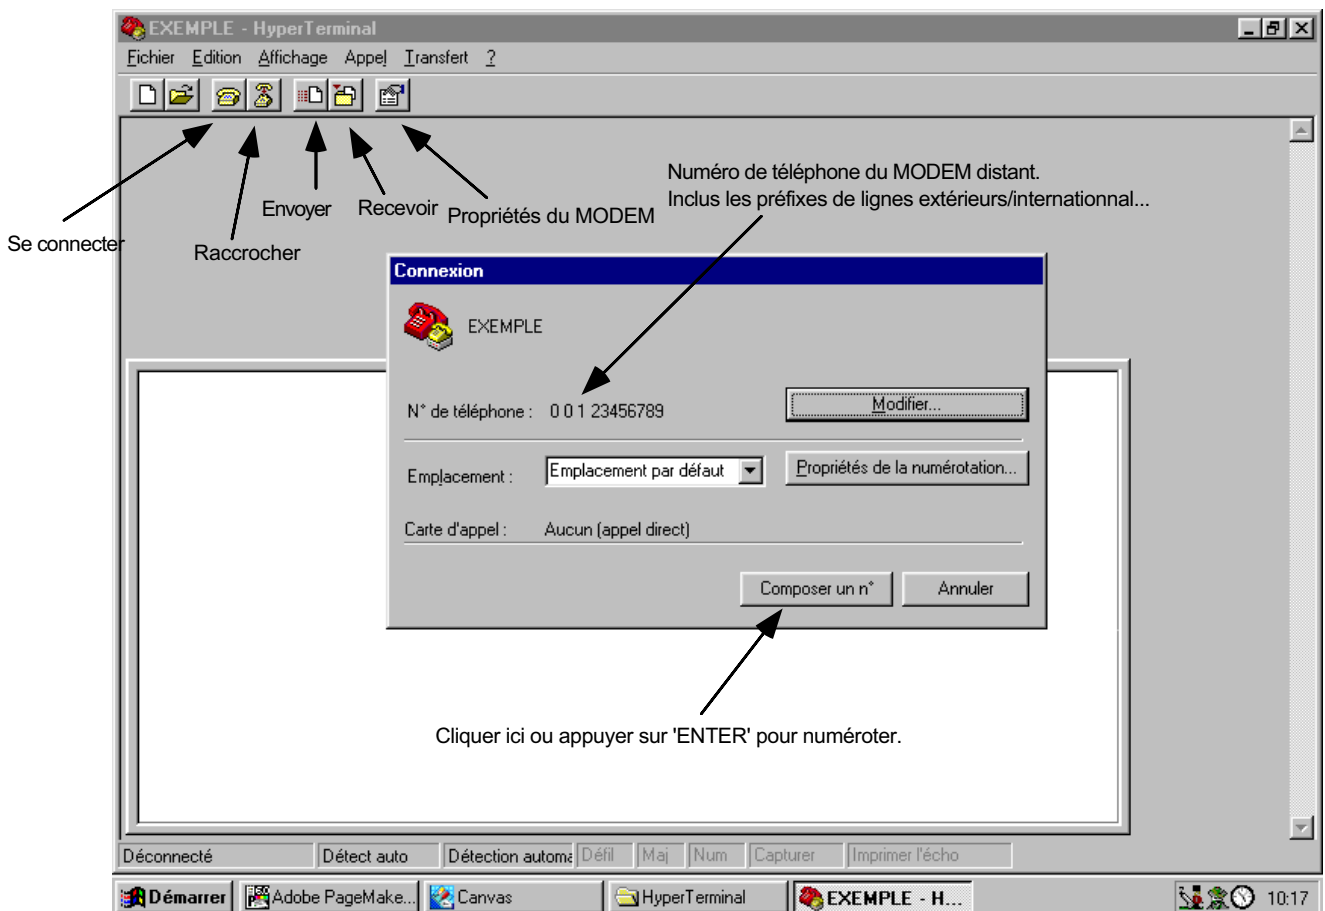 EXEMPLE - HyperTerminal
Fichier Edition Affichage Appel Transfert ?
Numéro de téléphone du MODEM distant.
Inclus les préfixes de lignes extérieurs/internationnal...
Envoyer
Recevoir
Propriétés du MODEM
Se connecter
Raccrocher
Connexion
EXEMPLE
N° de téléphone : 0 0 1 23456789
Modifier...
Emplacement : Emplacement par défaut
Propriétés de la numérotation...
Carte d'appel : Aucun (appel direct)
Composer un n°
Annuler
Cliquer ici ou appuyer sur 'ENTER' pour numéroter.
Déconnecté Détect auto Détection automa Défil Maj Num Capturer Imprimer l'écho
Démarrer Adobe PageMake... Canvas HyperTerminal EXEMPLE - H... 10:17